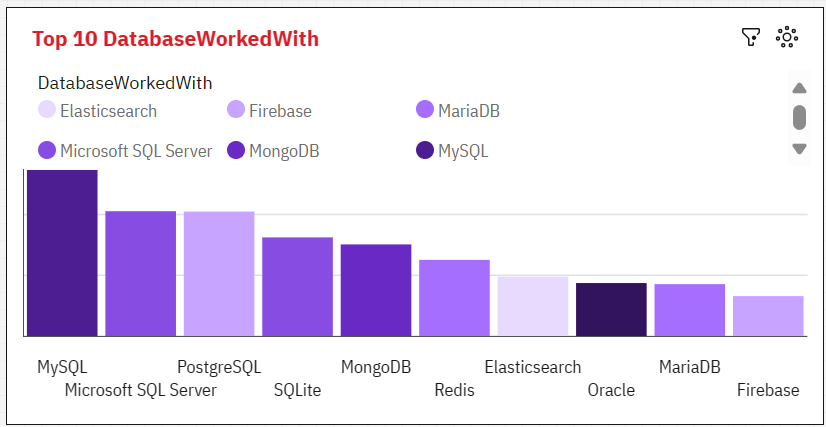 Top 10 DatabaseWorkedWith
DatabaseWorkedWith
Elasticsearch Firebase MariaDB
Microsoft SQL Server MongoDB MySQL
MySQL PostgreSQL MongoDB Elasticsearch MariaDB
Microsoft SQL Server SQLite Redis Oracle Firebase